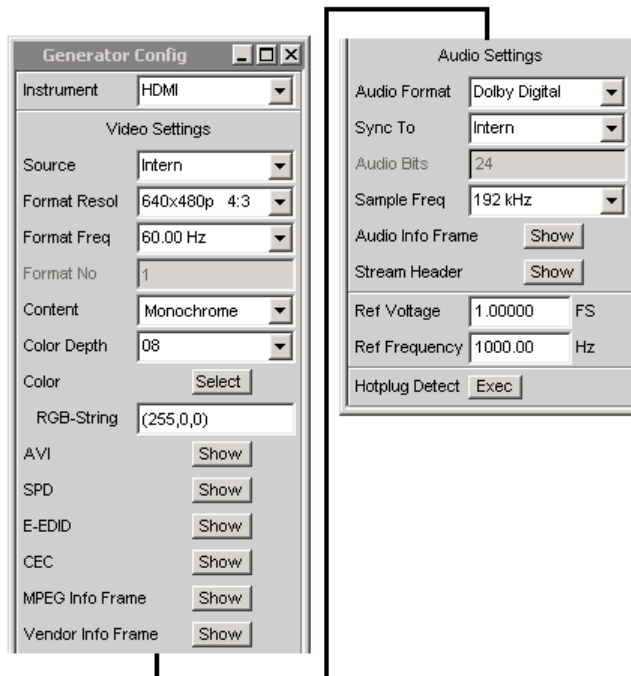 Generator Config
Instrument HDMI
Video Settings
Source Intern
Format Resol 640x480p 4:3
Format Freq 60.00 Hz
Format No 1
Content Monochrome
Color Depth 08
Color Select
RGB-String (255,0,0)
AVI Show
SPD Show
E-EDID Show
CEC Show
MPEG Info Frame Show
Vendor Info Frame Show
Audio Settings
Audio Format Dolby Digital
Sync To Intern
Audio Bits 24
Sample Freq 192 kHz
Audio Info Frame Show
Stream Header Show
Ref Voltage 1.00000 FS
Ref Frequency 1000.00 Hz
Hotplug Detect Exec